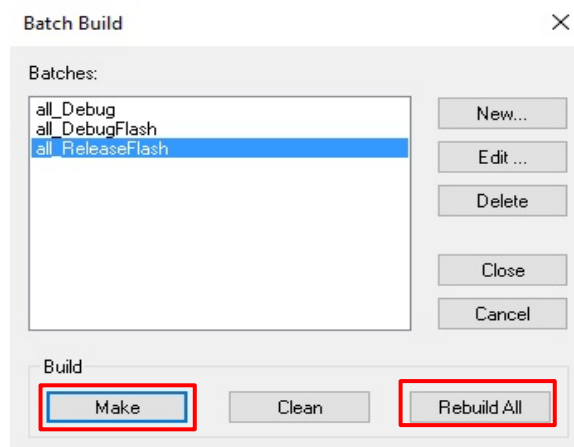 Batch Build
Batches:
all_Debug
all_DebugFlash
all_ReleaseFlash
New...
Edit ...
Delete
Close
Cancel
Build
Make
Clean
Rebuild All